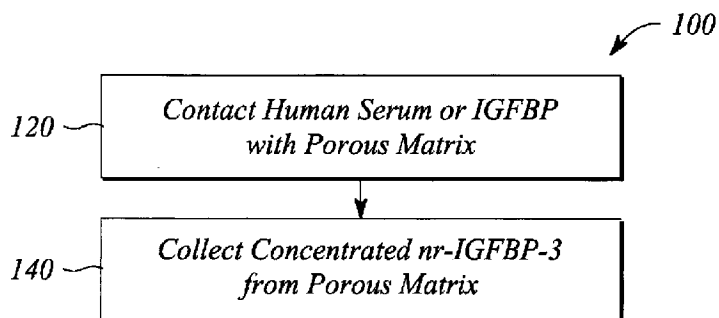 100
120
Contact Human Serum or IGFBP
with Porous Matrix
140
Collect Concentrated nr-IGFBP-3
from Porous Matrix